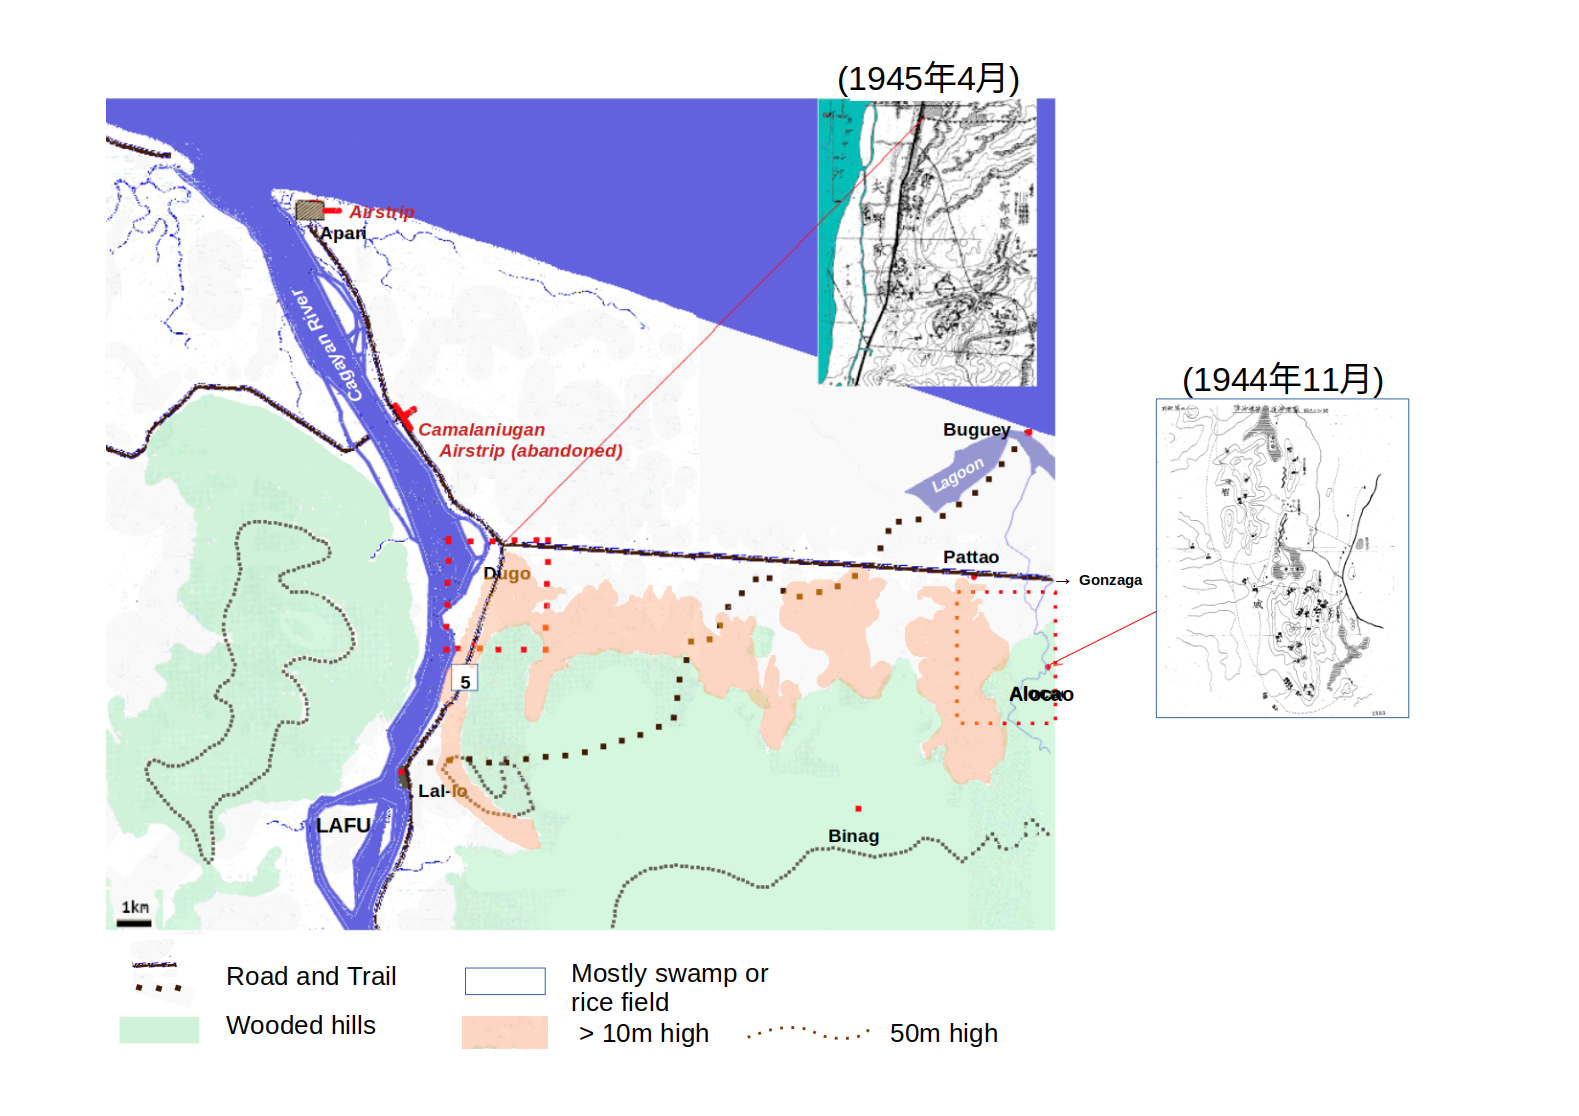 (1945年4月)
Airstrip
Apari
Cagayan River
(1944年11月)
Camalaniugan
Airstrip (abandoned)
Buguey
Lagoon
Pattao
→ Gonzaga
Dugo
5
Alocao
Lal-lo
LAFU
Binag
1km
Road and Trail
Mostly swamp or
rice field
Wooded hills
> 10m high
50m high